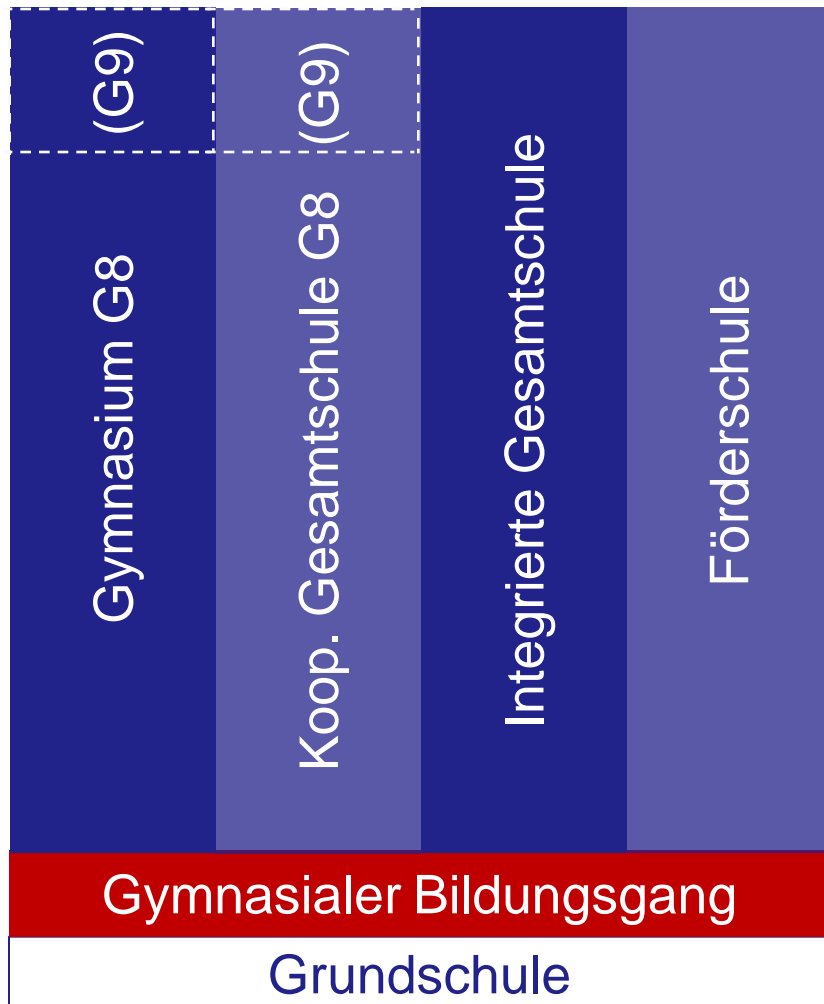 (G9)
Gymnasium G8
(G9)
Koop. Gesamtschule G8
Integrierte Gesamtschule
Förderschule
Gymnasialer Bildungsgang
Grundschule